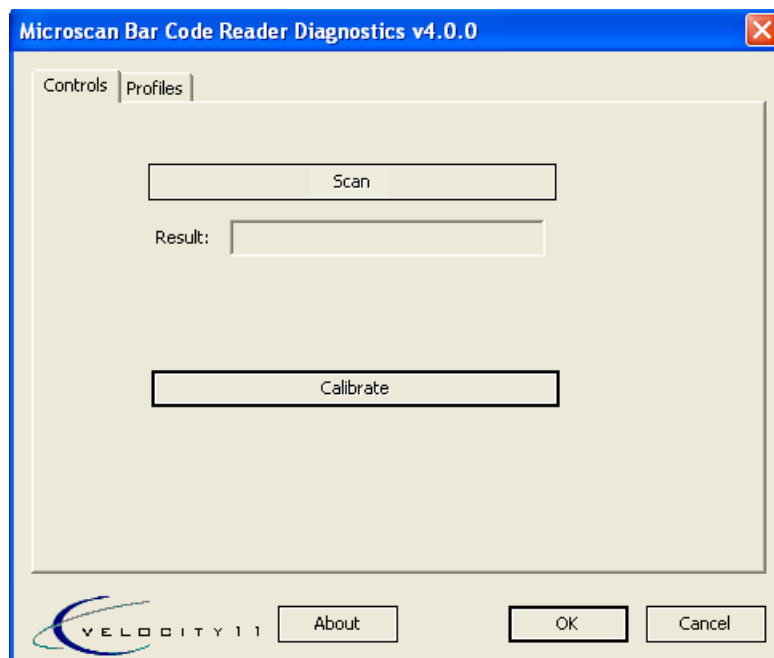 Microscan Bar Code Reader Diagnostics v4.0.0
Controls Profiles
Scan
Result:
Calibrate
VELOCITY11 About OK Cancel